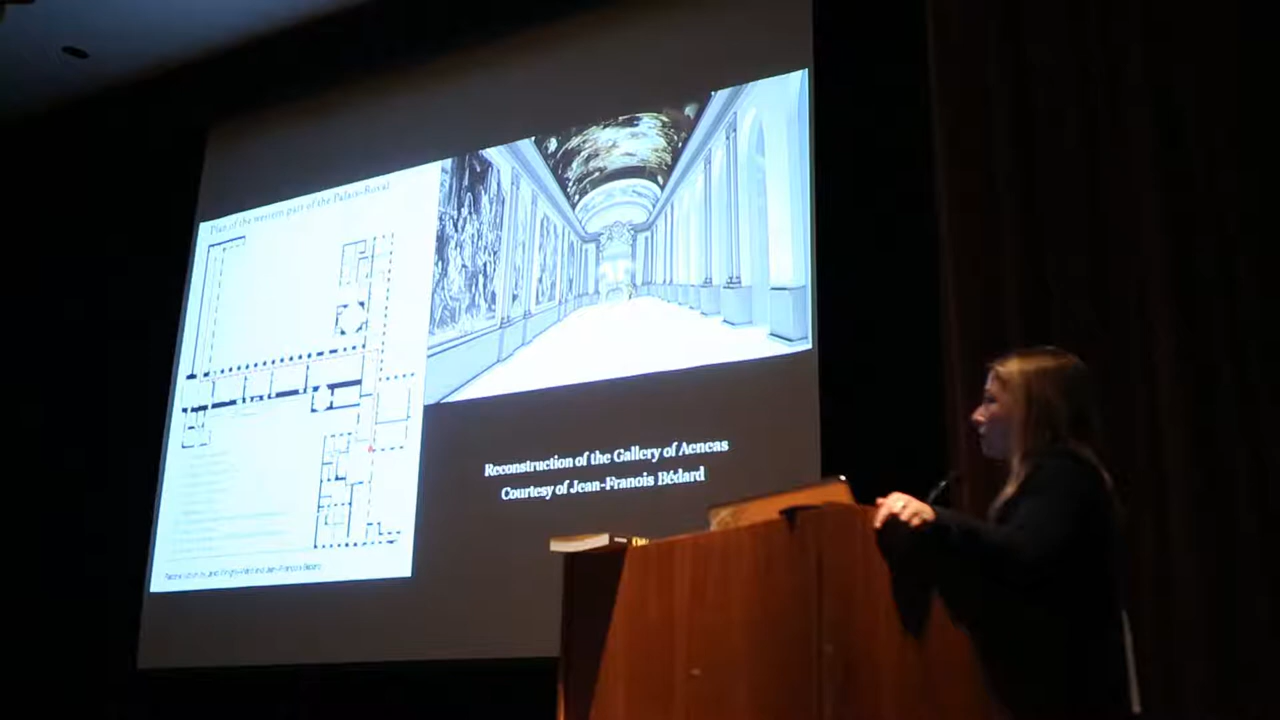 Plan of the western part of the Palais-Royal
Reconstruction of the Gallery of Aeneas
Courtesy of Jean-Franois Bédard